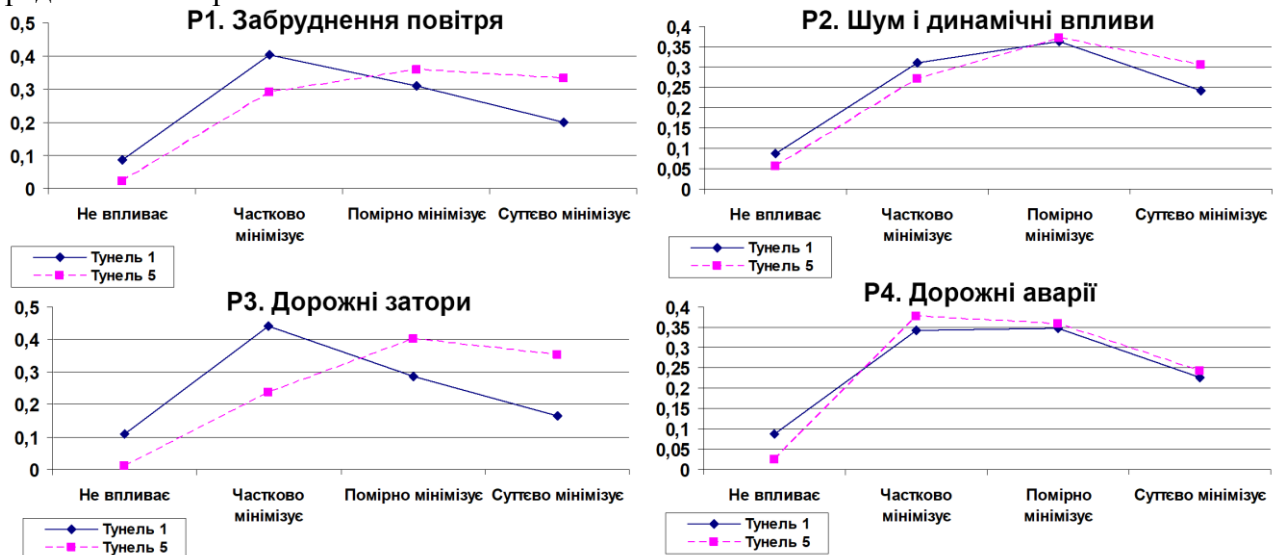 Р1. Забруднення повітря
0,5
0,4
0,3
0,2
0,1
0
Не впливає
Частково мінімізує
Помірно мінімізує
Суттєво мінімізує
Тунель 1
Тунель 5
Р2. Шум і динамічні впливи
0,4
0,35
0,3
0,25
0,2
0,15
0,1
0,05
0
Не впливає
Частково мінімізує
Помірно
мінімізує
Суттєво мінімізує
Тунель 1
Тунель 5
Р3. Дорожні затори
0,5
0,4
0,3
0,2
0,1
0
Не впливає
Частково
мінімізує
Помірно мінімізує
Суттєво мінімізує
Тунель 1
Тунель 5
Р4. Дорожні аварії
0,4
0,35
0,3
0,25
0,2
0,15
0,1
0,05
0
Не впливає
Частково мінімізує
Помірно
мінімізує
Суттєво мінімізує
Тунель 1
Тунель 5